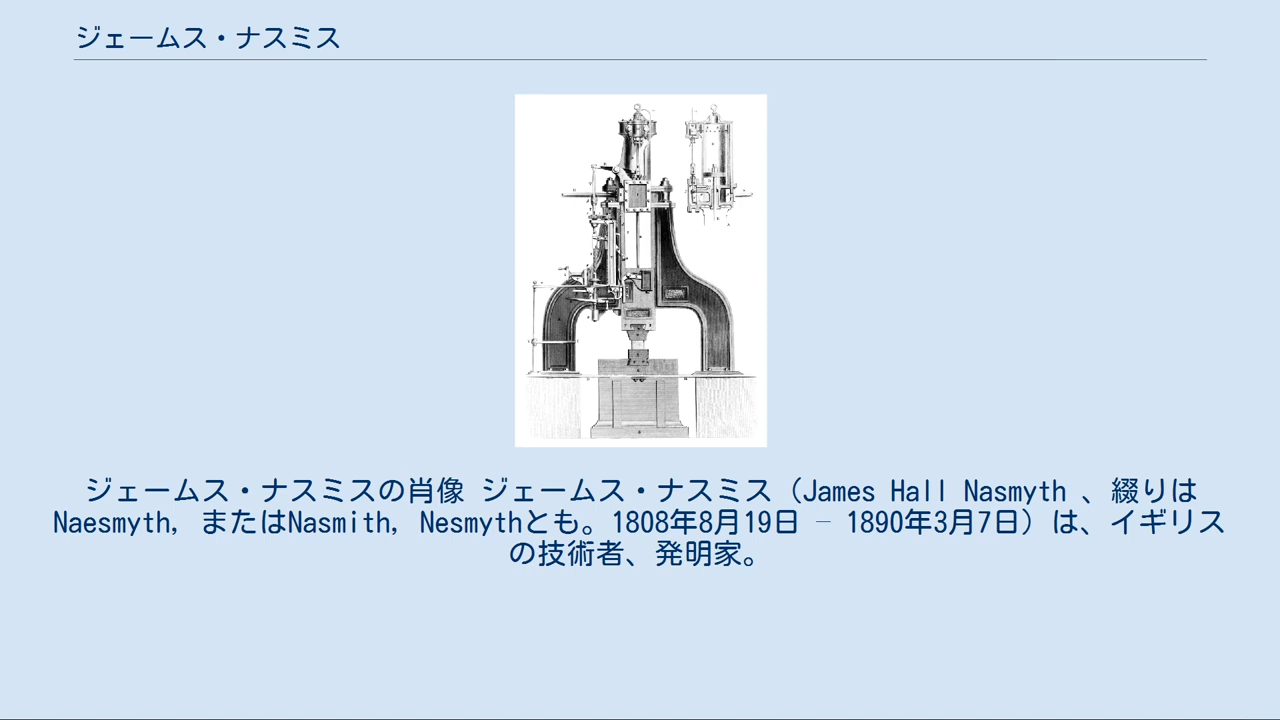 ジェームス・ナスミス
ジェームス・ナスミスの肖像 ジェームス・ナスミス（James Hall Nasmyth 、綴りは
Naesmyth, またはNasmith, Nesmythとも。1808年8月19日 – 1890年3月7日）は、イギリス
の技術者、発明家。